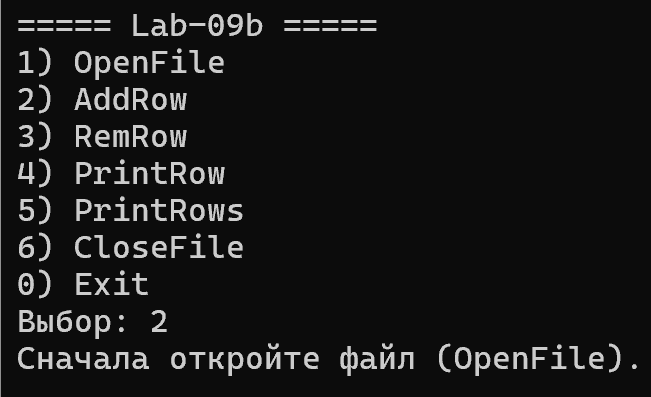 ===== Lab-09b =====
1) OpenFile
2) AddRow
3) RemRow
4) PrintRow
5) PrintRows
6) CloseFile
0) Exit
Выбор: 2
Сначала откройте файл (OpenFile).